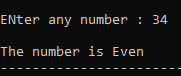 ENter any number : 34
The number is Even
-----------------------